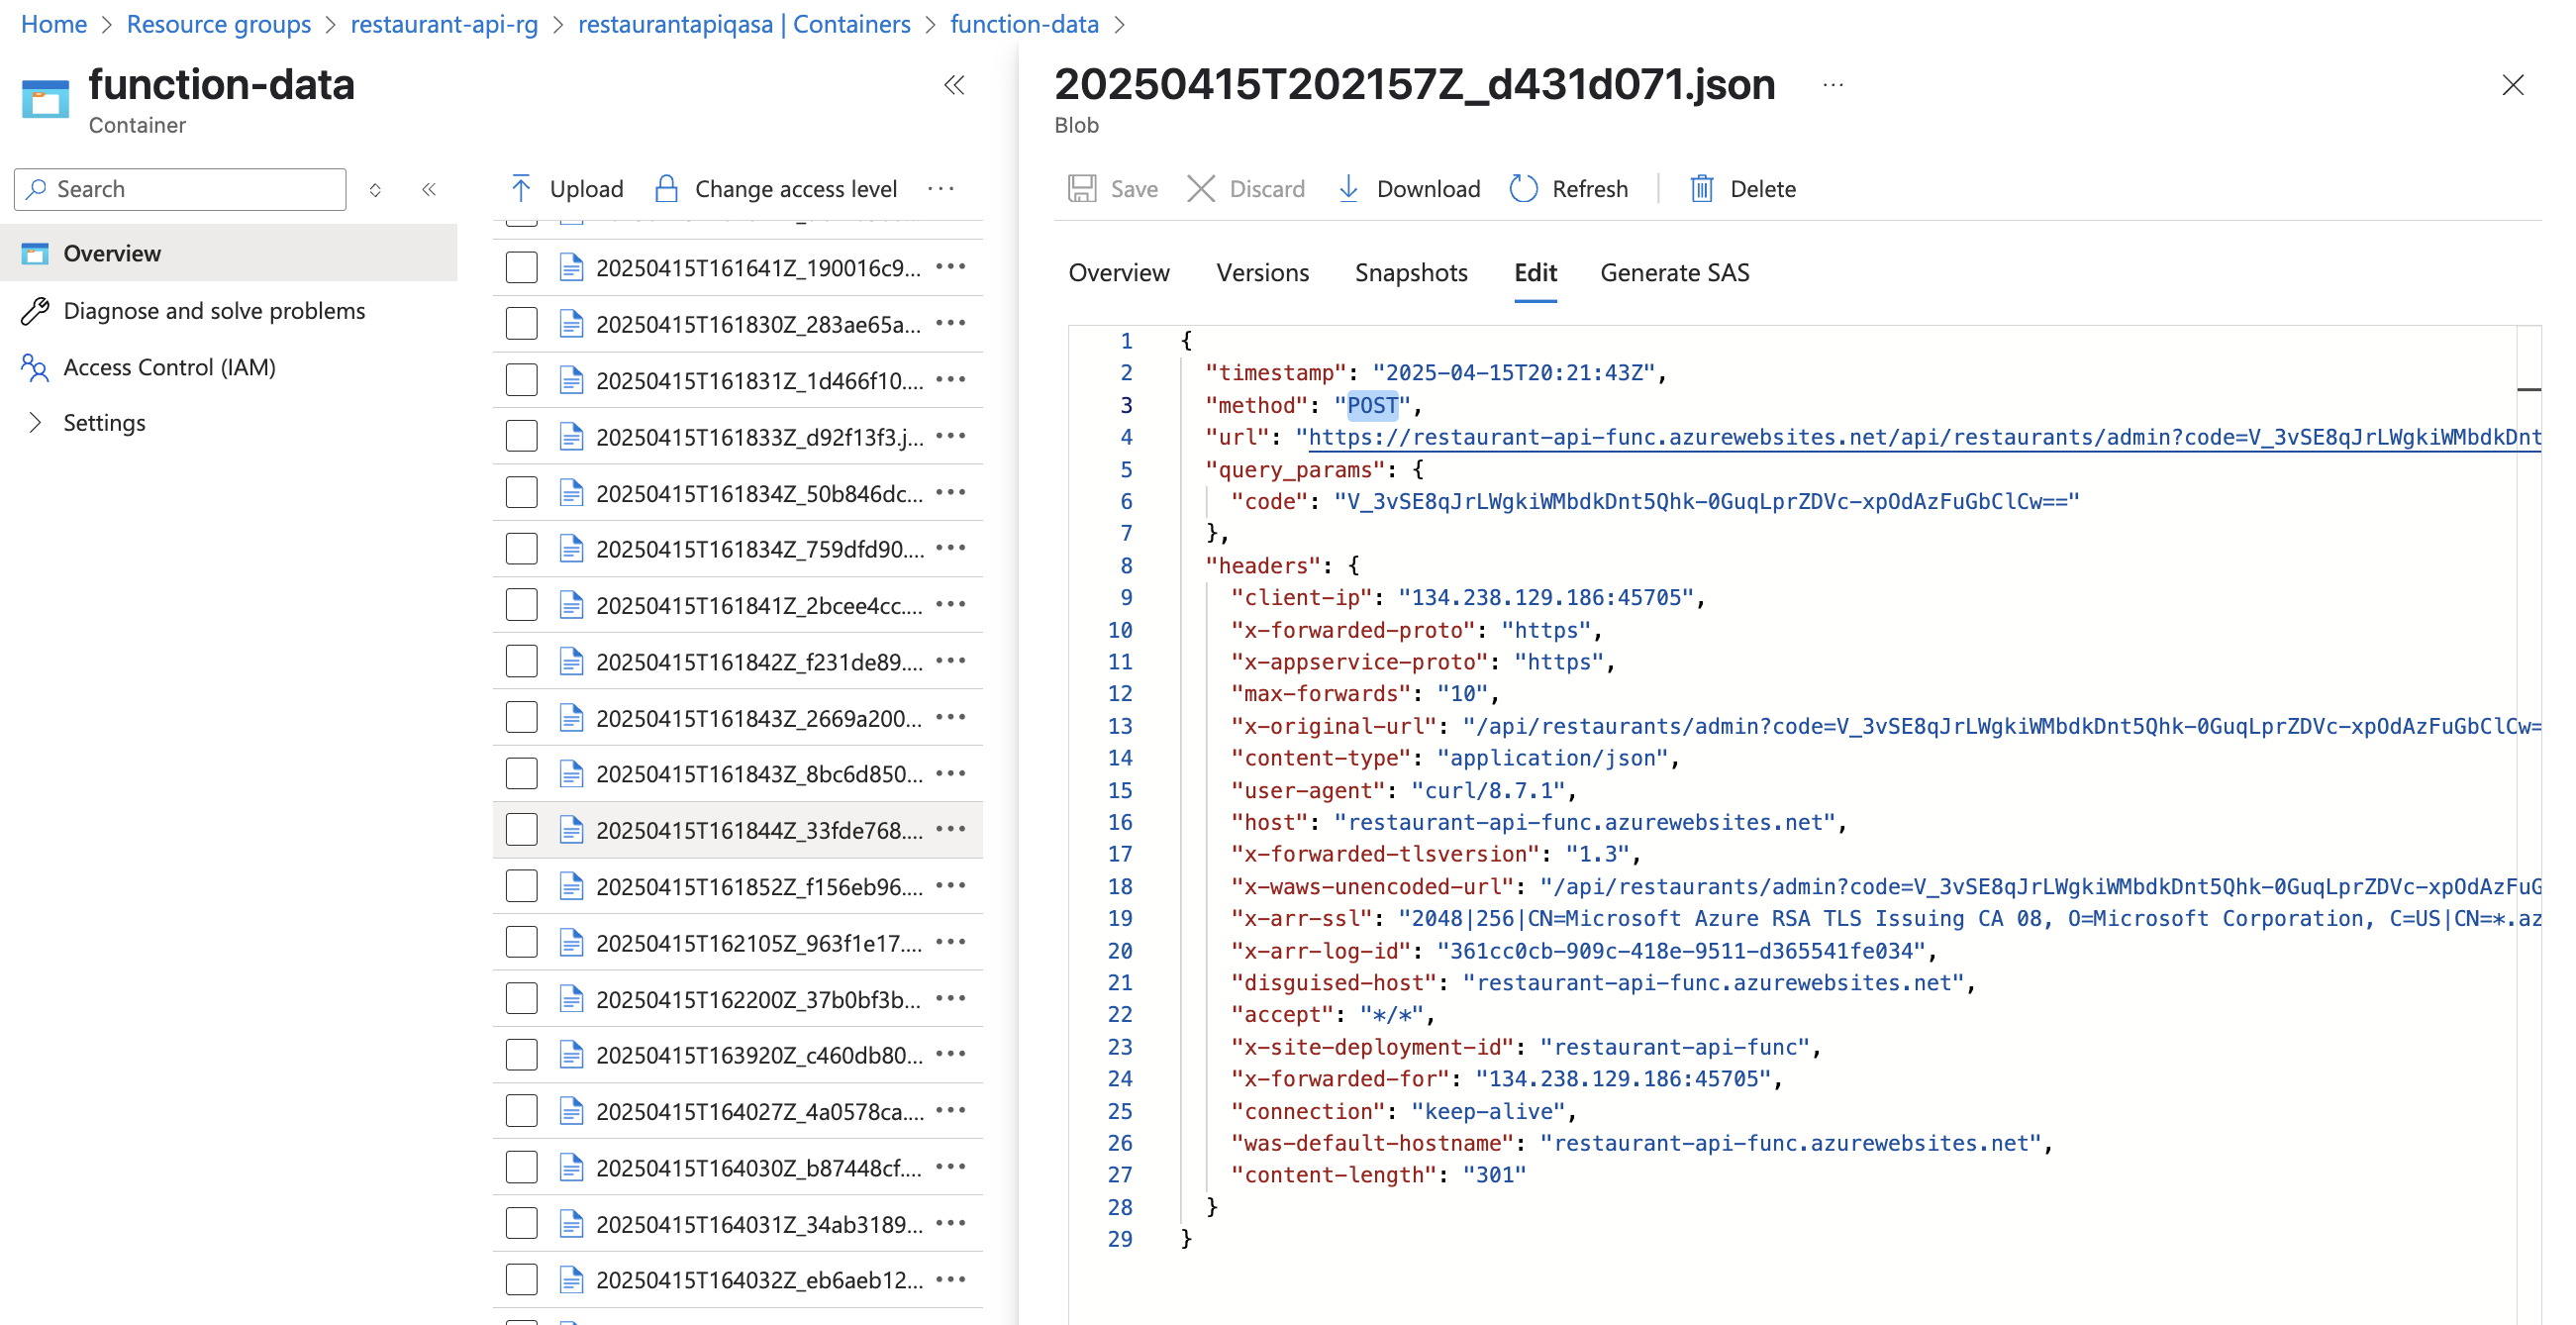 Home > Resource groups > restaurant-api-rg > restaurantapiqasa | Containers > function-data >
function-data
Container
Search
Overview
Diagnose and solve problems
Access Control (IAM)
Settings
Upload Change access level ...
20250415T161641Z_190016c9... ...
20250415T161830Z_283ae65a... ...
20250415T161831Z_1d466f10.... ...
20250415T161833Z_d92f13f3.j... ...
20250415T161834Z_50b846dc... ...
20250415T161834Z_759dfd90.... ...
20250415T161841Z_2bcee4cc.... ...
20250415T161842Z_f231de89.... ...
20250415T161843Z_2669a200... ...
20250415T161843Z_8bc6d850... ...
20250415T161844Z_33fde768.... ...
20250415T161852Z_f156eb96.... ...
20250415T162105Z_963f1e17.... ...
20250415T162200Z_37b0bf3b... ...
20250415T163920Z_c460db80... ...
20250415T164027Z_4a0578ca.... ...
20250415T164030Z_b87448cf.... ...
20250415T164031Z_34ab3189... ...
20250415T164032Z_eb6aeb12... ...
20250415T202157Z_d431d071.json ...
Blob
Save Discard Download Refresh Delete
Overview Versions Snapshots Edit Generate SAS
1 {
2 "timestamp": "2025-04-15T20:21:43Z",
3 "method": "POST",
4 "url": "https://restaurant-api-func.azurewebsites.net/api/restaurants/admin?code=V_3vSE8qJrLWgkiWMbdkDnt
5 "query_params": {
6 "code": "V_3vSE8qJrLWgkiWMbdkDnt5Qhk-0GuqLprZDVc-xpOdAzFuGbClCw=="
7 },
8 "headers": {
9 "client-ip": "134.238.129.186:45705",
10 "x-forwarded-proto": "https",
11 "x-appservice-proto": "https",
12 "max-forwards": "10",
13 "x-original-url": "/api/restaurants/admin?code=V_3vSE8qJrLWgkiWMbdkDnt5Qhk-0GuqLprZDVc-xpOdAzFuGbClCw=
14 "content-type": "application/json",
15 "user-agent": "curl/8.7.1",
16 "host": "restaurant-api-func.azurewebsites.net",
17 "x-forwarded-tlsversion": "1.3",
18 "x-waws-unencoded-url": "/api/restaurants/admin?code=V_3vSE8qJrLWgkiWMbdkDnt5Qhk-0GuqLprZDVc-xpOdAzFuG
19 "x-arr-ssl": "2048|256|CN=Microsoft Azure RSA TLS Issuing CA 08, O=Microsoft Corporation, C=US|CN=*.az
20 "x-arr-log-id": "361cc0cb-909c-418e-9511-d365541fe034",
21 "disguised-host": "restaurant-api-func.azurewebsites.net",
22 "accept": "*/*",
23 "x-site-deployment-id": "restaurant-api-func",
24 "x-forwarded-for": "134.238.129.186:45705",
25 "connection": "keep-alive",
26 "was-default-hostname": "restaurant-api-func.azurewebsites.net",
27 "content-length": "301"
28 }
29 }